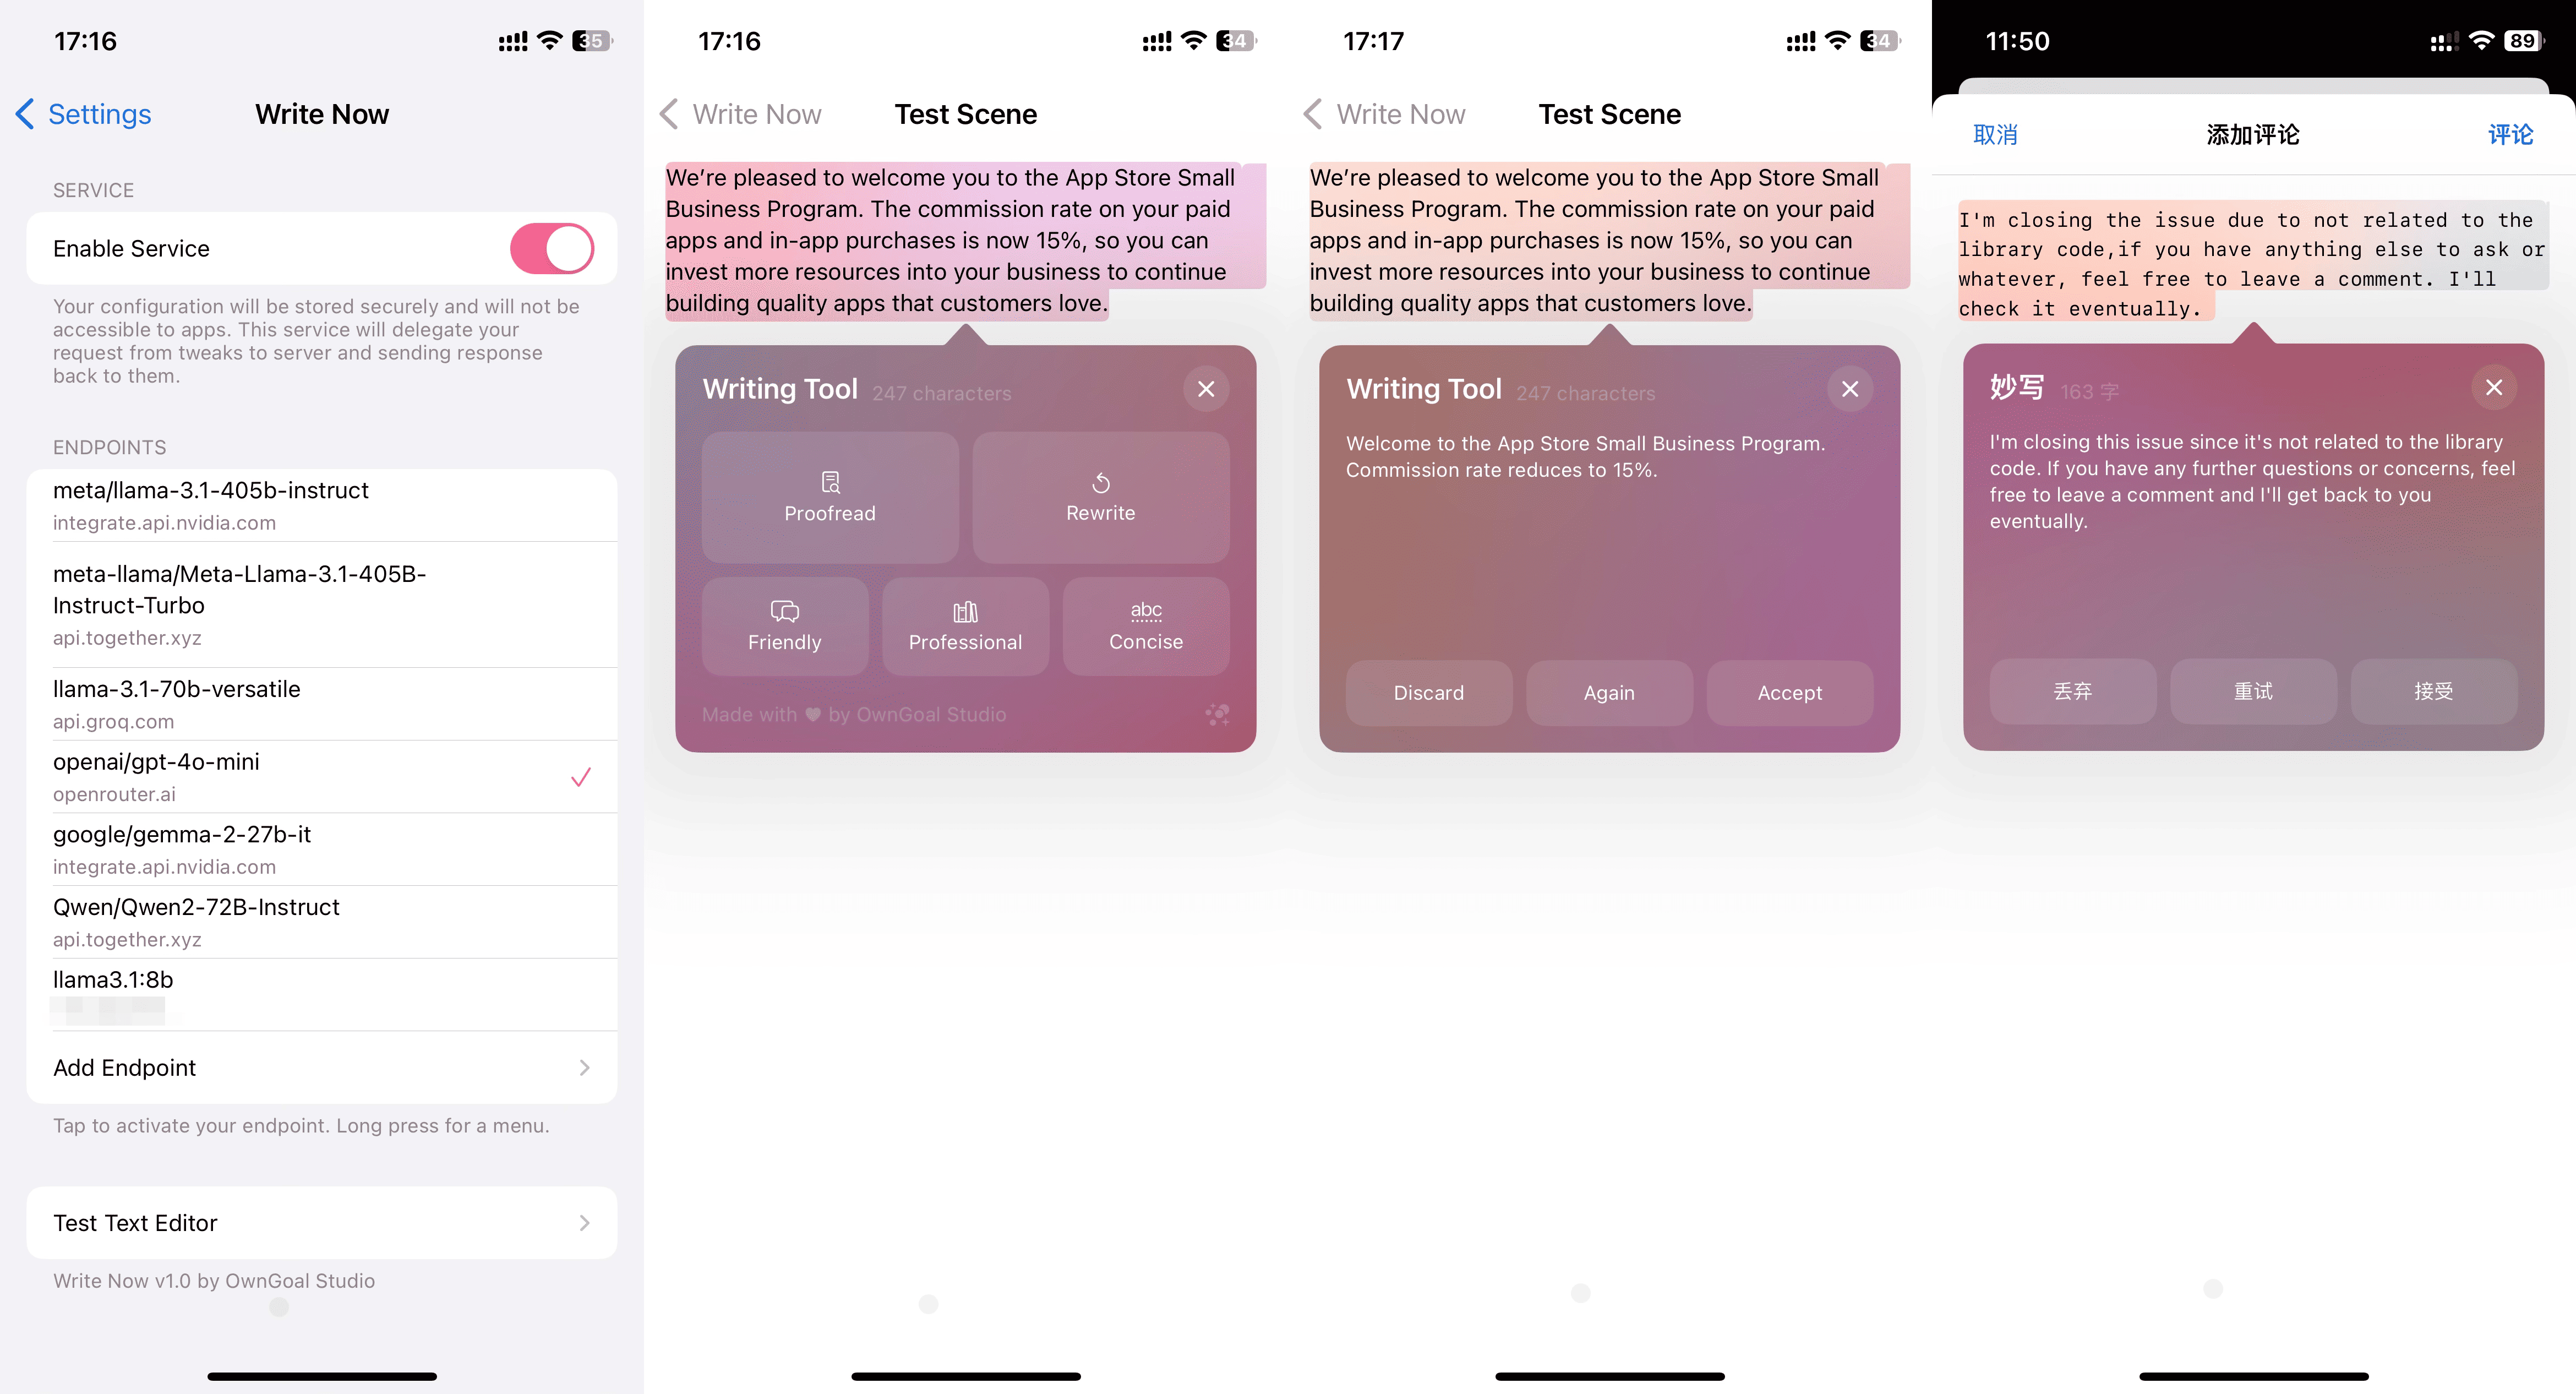 17:16
35
Settings
Write Now
SERVICE
Enable Service
Your configuration will be stored securely and will not be
accessible to apps. This service will delegate your
request from tweaks to server and sending response
back to them.
ENDPOINTS
meta/llama-3.1-405b-instruct
integrate.api.nvidia.com
meta-llama/Meta-Llama-3.1-405B-
Instruct-Turbo
api.together.xyz
llama-3.1-70b-versatile
api.groq.com
openai/gpt-4o-mini
openrouter.ai
google/gemma-2-27b-it
integrate.api.nvidia.com
Qwen/Qwen2-72B-Instruct
api.together.xyz
llama3.1:8b
Add Endpoint
Tap to activate your endpoint. Long press for a menu.
Test Text Editor
Write Now v1.0 by OwnGoal Studio
17:16
34
Write Now
Test Scene
We’re pleased to welcome you to the App Store Small
Business Program. The commission rate on your paid
apps and in-app purchases is now 15%, so you can
invest more resources into your business to continue
building quality apps that customers love.
Writing Tool 247 characters
Proofread
Rewrite
Friendly
Professional
abc
Concise
Made with ♥ by OwnGoal Studio
17:17
34
Write Now
Test Scene
We’re pleased to welcome you to the App Store Small
Business Program. The commission rate on your paid
apps and in-app purchases is now 15%, so you can
invest more resources into your business to continue
building quality apps that customers love.
Writing Tool 247 characters
Welcome to the App Store Small Business Program.
Commission rate reduces to 15%.
Discard
Again
Accept
11:50
89
取消
添加评论
评论
I'm closing the issue due to not related to the
library code,if you have anything else to ask or
whatever, feel free to leave a comment. I'll
check it eventually.
妙写 163 字
I'm closing this issue since it's not related to the library
code. If you have any further questions or concerns, feel
free to leave a comment and I'll get back to you
eventually.
丢弃
重试
接受